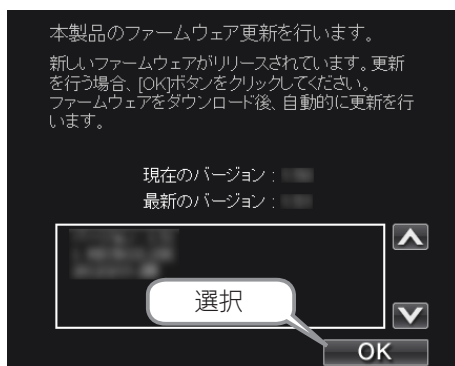 本製品のファームウェア更新を行います。
新しいファームウェアがリリースされています。更新
を行う場合、[OK]ボタンをクリックしてください。
ファームウェアをダウンロード後、自動的に更新を行
います。
現在のバージョン :
最新のバージョン :
選択
OK